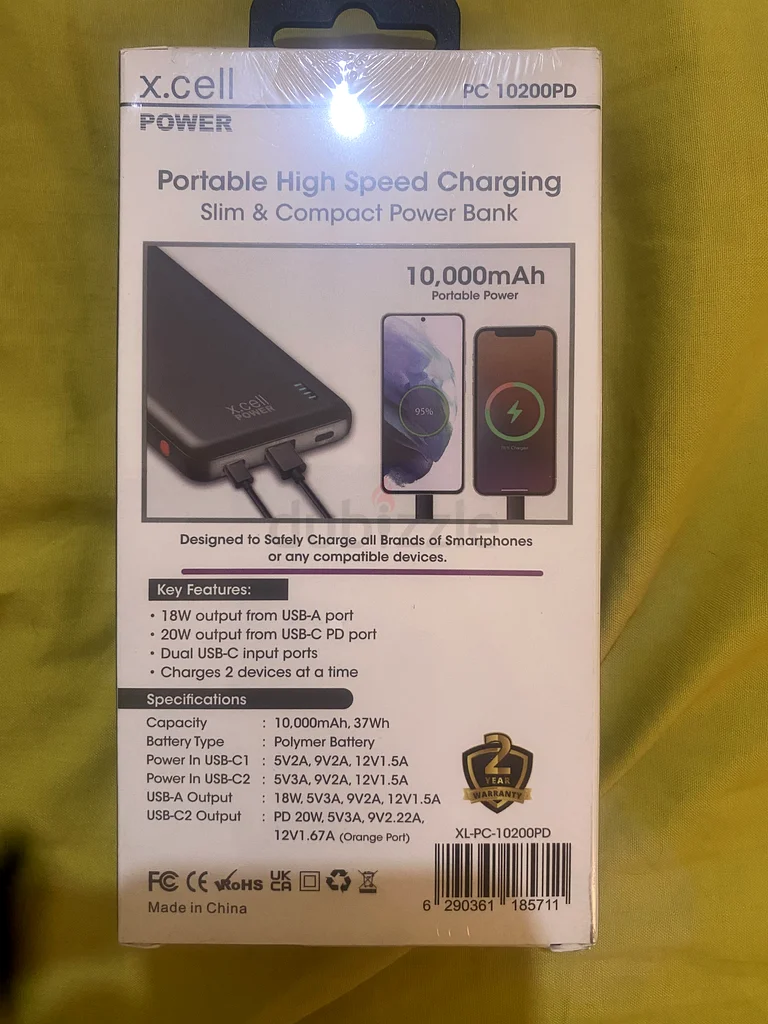 x.cell
PC 10200PD
POWER
Portable High Speed Charging
Slim & Compact Power Bank
10,000mAh
Portable Power
x.cell
POWER
95%
dubizzle
Designed to Safely Charge all Brands of Smartphones
or any compatible devices.
Key Features:
• 18W output from USB-A port
• 20W output from USB-C PD port
• Dual USB-C input ports
• Charges 2 devices at a time
Specifications
Capacity : 10,000mAh, 37Wh
Battery Type : Polymer Battery
Power In USB-C1 : 5V2A, 9V2A, 12V1.5A
Power In USB-C2 : 5V3A, 9V2A, 12V1.5A
USB-A Output : 18W, 5V3A, 9V2A, 12V1.5A
USB-C2 Output : PD 20W, 5V3A, 9V2.22A,
12V1.67A (Orange Port)
2
YEAR
WARRANTY
XL-PC-10200PD
FC CE RoHS UK
CA
Made in China
6 290361 185711